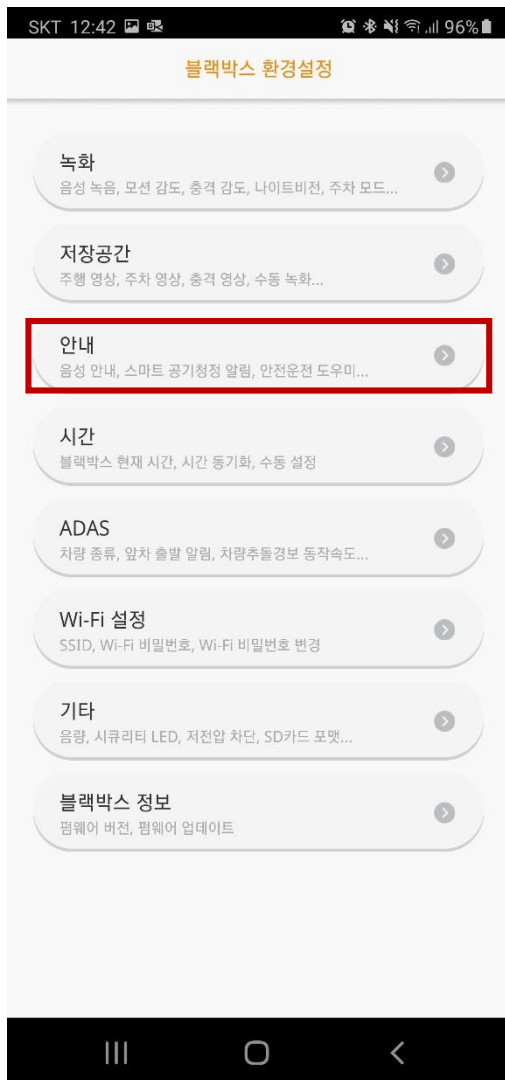 SKT 12:42 96%
블랙박스 환경설정
녹화
음성 녹음, 모션 감도, 충격 감도, 나이트비전, 주차 모드...
저장공간
주행 영상, 주차 영상, 충격 영상, 수동 녹화...
안내
음성 안내, 스마트 공기청정 알림, 안전운전 도우미...
시간
블랙박스 현재 시간, 시간 동기화, 수동 설정
ADAS
차량 종류, 앞차 출발 알림, 차량추돌경보 동작속도...
Wi-Fi 설정
SSID, Wi-Fi 비밀번호, Wi-Fi 비밀번호 변경
기타
음량, 시큐리티 LED, 저전압 차단, SD카드 포맷...
블랙박스 정보
펌웨어 버전, 펌웨어 업데이트